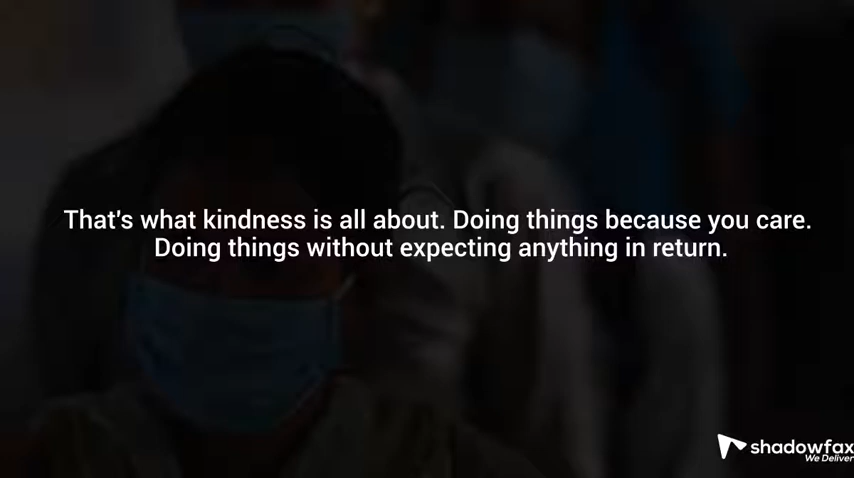 That's what kindness is all about. Doing things because you care.
Doing things without expecting anything in return.
shadowfax
We Deliver